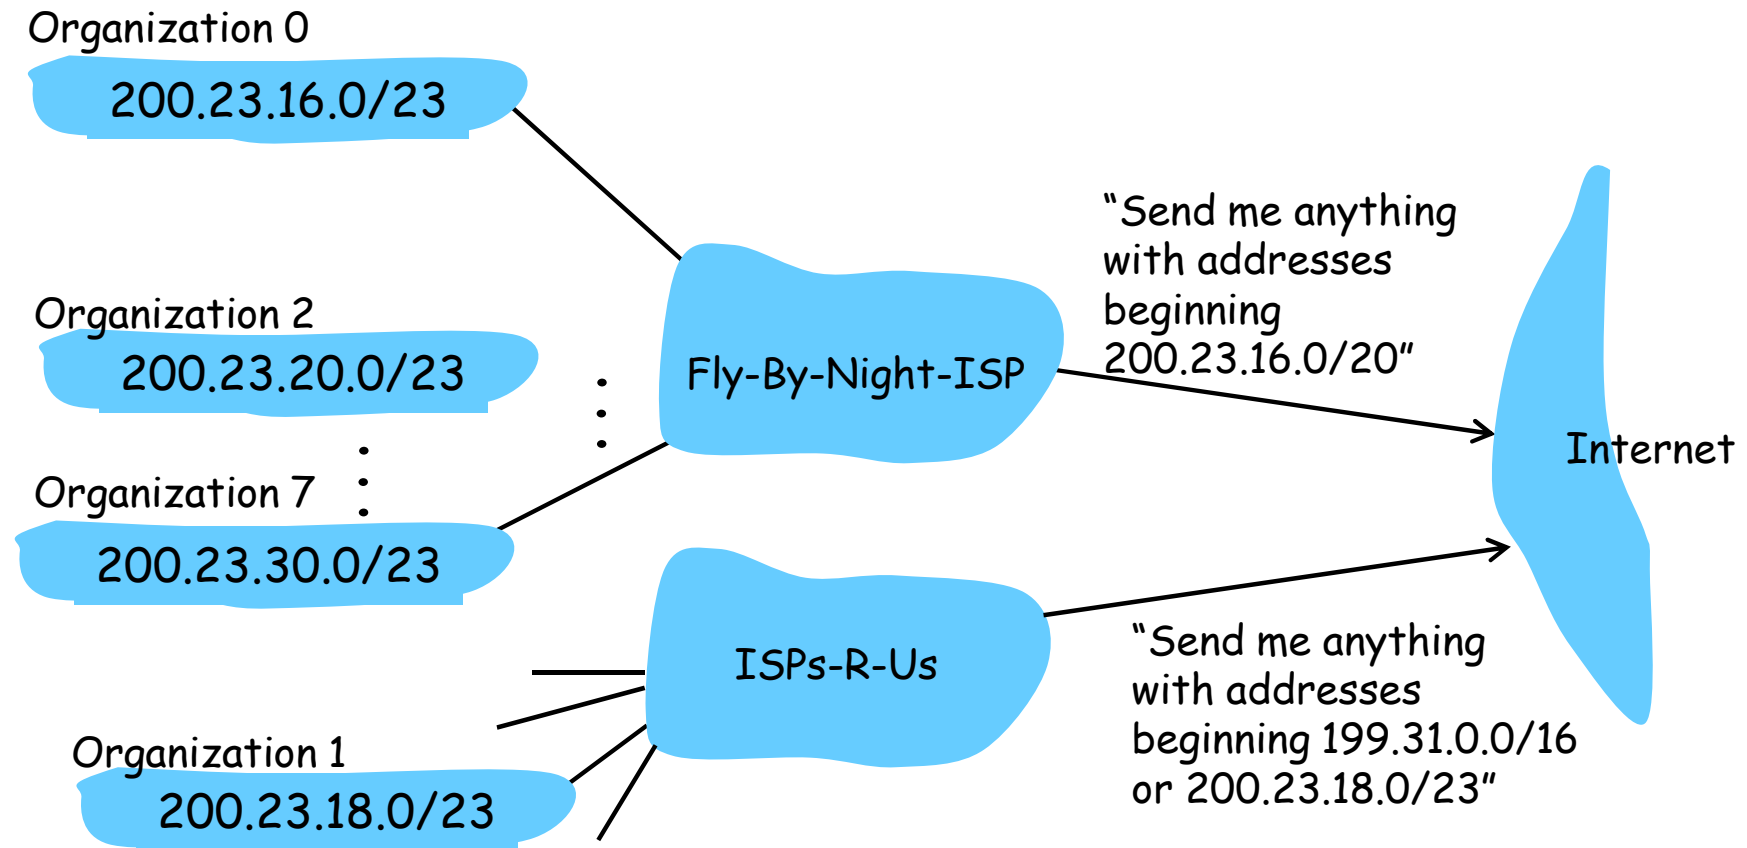 Organization 0
200.23.16.0/23
Organization 2
200.23.20.0/23
Organization 7
200.23.30.0/23
Fly-By-Night-ISP
“Send me anything
with addresses
beginning
200.23.16.0/20”
Internet
ISPs-R-Us
“Send me anything
with addresses
beginning 199.31.0.0/16
or 200.23.18.0/23”
Organization 1
200.23.18.0/23